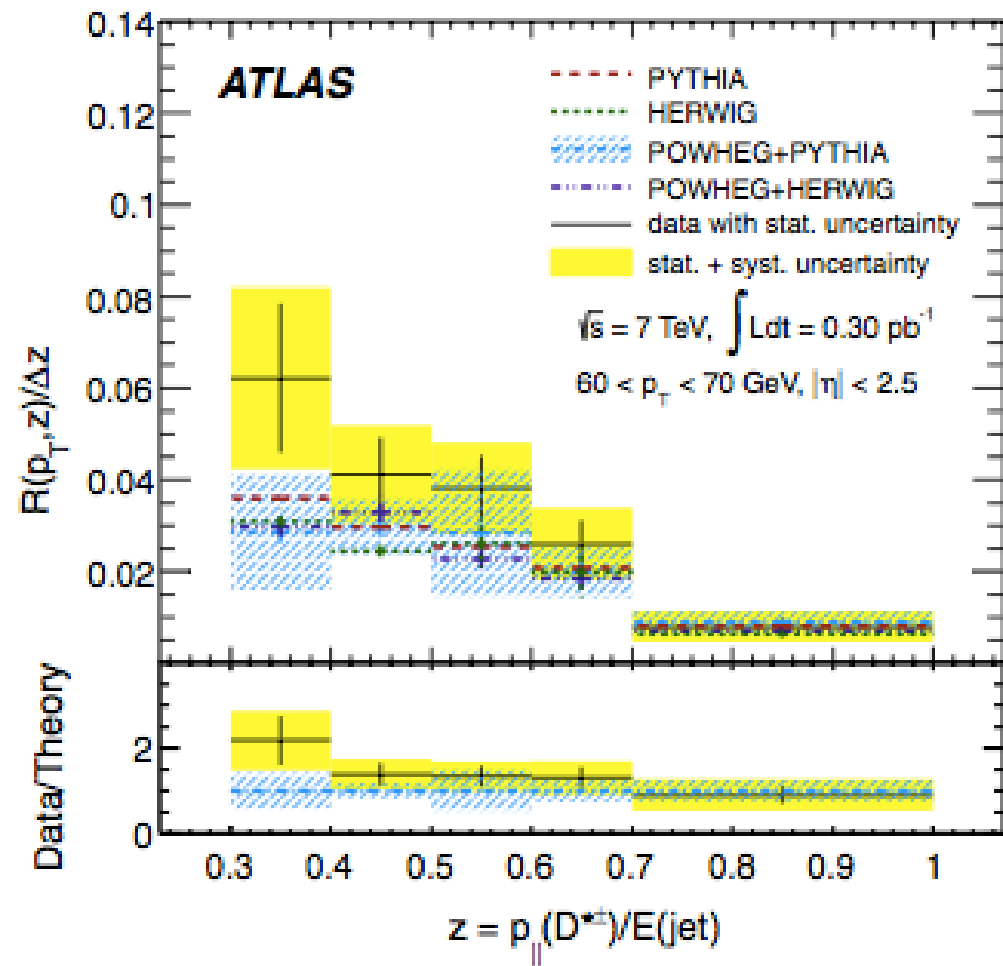 0.14
ATLAS
PYTHIA
0.12
HERWIG
POWHEG+PYTHIA
0.1
POWHEG+HERWIG
data with stat. uncertainty
stat. + syst. uncertainty
0.08
√s = 7 TeV, ∫Ldt = 0.30 pb⁻¹
0.06
60 < p_T < 70 GeV, |η| < 2.5
R(p_T, z)/Δz
0.04
0.02
Data/Theory
2
0
0.3 0.4 0.5 0.6 0.7 0.8 0.9 1
z = p_||(D*±)/E(jet)